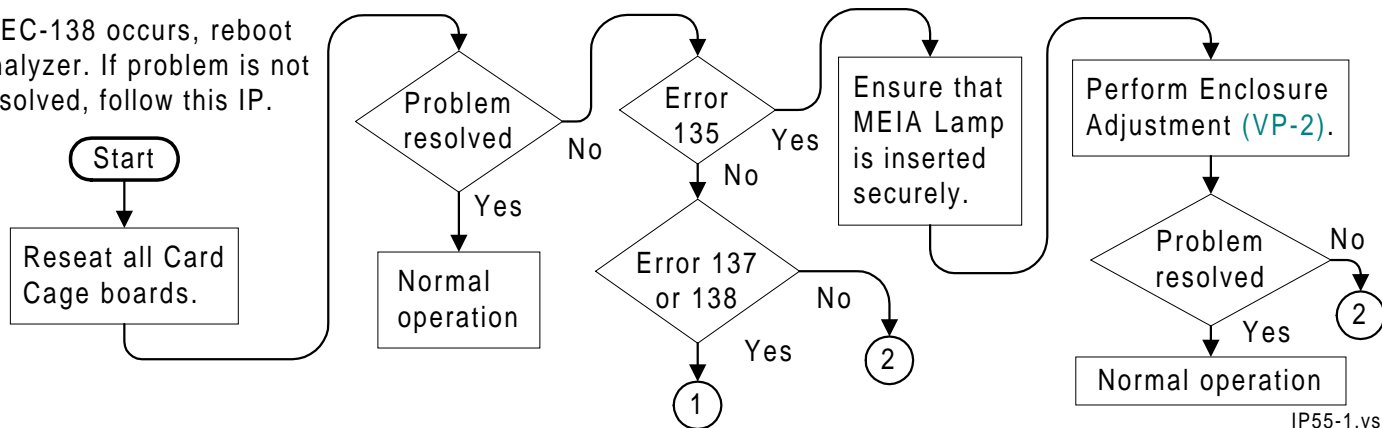 EC-138 occurs, reboot
nalyzer. If problem is not
solved, follow this IP.
Start
Reseat all Card
Cage boards.
Problem
resolved
No
Yes
Normal
operation
Error
135
Yes
No
Error 137
or 138
No
2
Yes
1
Ensure that
MEIA Lamp
is inserted
securely.
Perform Enclosure
Adjustment (VP-2).
Problem
resolved
No
2
Yes
Normal operation
IP55-1.vs